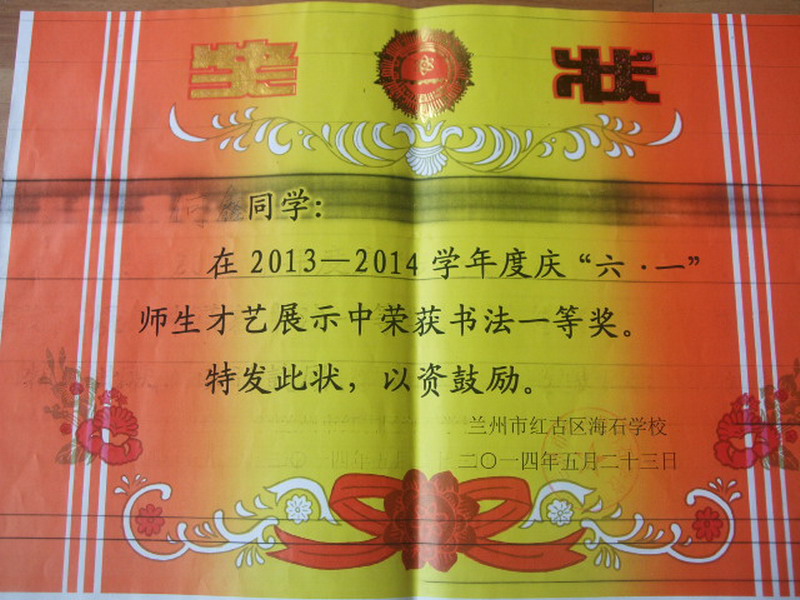 奖 状
同学：
在 2013—2014 学年度庆“六·一”
师生才艺展示中荣获书法一等奖。
特发此状，以资鼓励。
兰州市红古区海石学校
二〇一四年五月二十三日